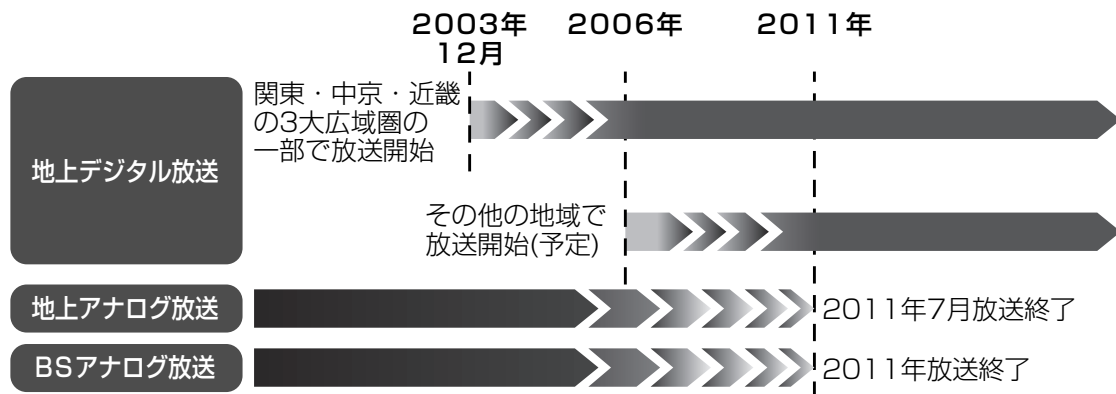 2003年
12月
2006年
2011年
地上デジタル放送
関東・中京・近畿
の3大広域圏の
一部で放送開始
その他の地域で
放送開始(予定)
地上アナログ放送
2011年7月放送終了
BSアナログ放送
2011年放送終了